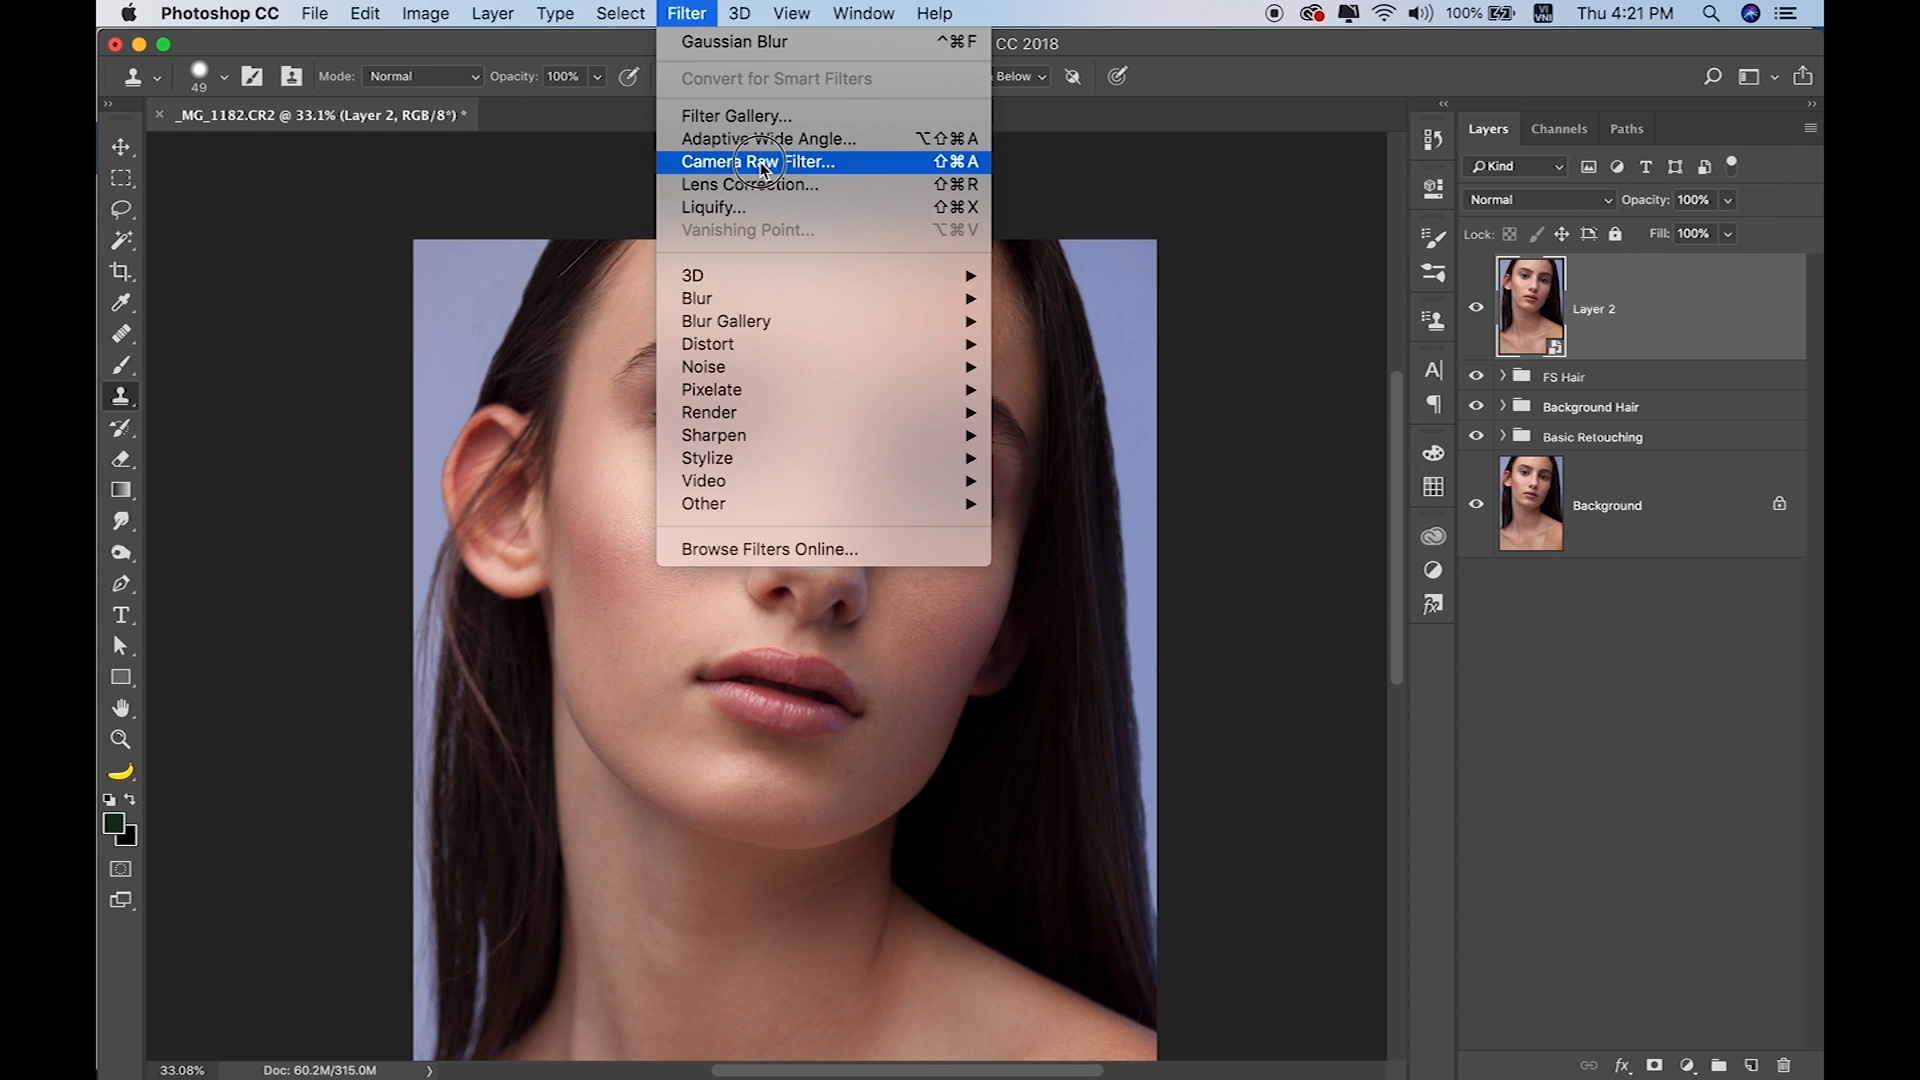 Photoshop CC File Edit Image Layer Type Select Filter 3D View Window Help 100% VI VNI Thu 4:21 PM
CC 2018
49 Mode: Normal Opacity: 100% & Below
× _MG_1182.CR2 @ 33.1% (Layer 2, RGB/8*) *
Gaussian Blur ^⌘F
Convert for Smart Filters
Filter Gallery...
Adaptive Wide Angle... ⌥⇧⌘A
Camera Raw Filter... ⇧⌘A
Lens Correction... ⇧⌘R
Liquify... ⇧⌘X
Vanishing Point... ⌥⌘V
3D
Blur
Blur Gallery
Distort
Noise
Pixelate
Render
Sharpen
Stylize
Video
Other
Browse Filters Online...
Layers Channels Paths
Kind
Normal Opacity: 100%
Lock: Fill: 100%
Layer 2
FS Hair
Background Hair
Basic Retouching
Background
33.08% Doc: 60.2M/315.0M